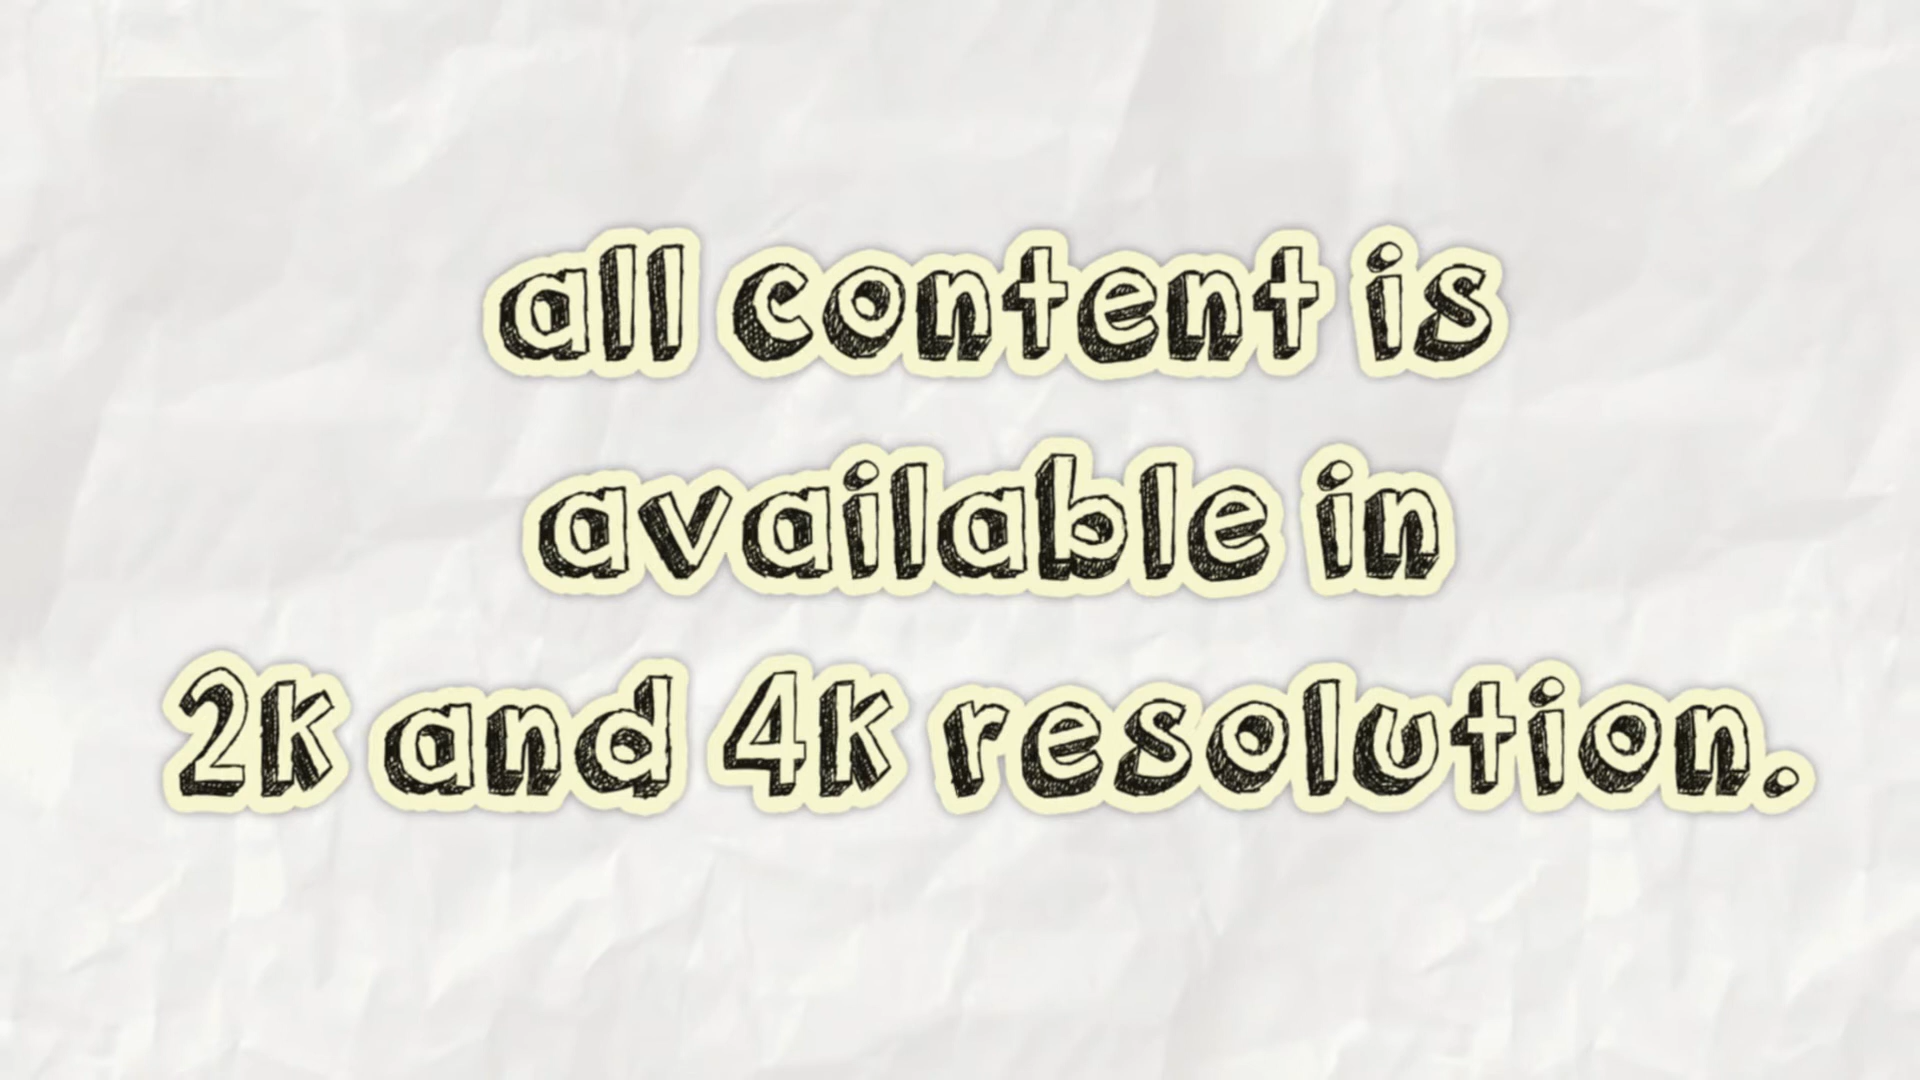 all content is
available in
2k and 4k resolution.